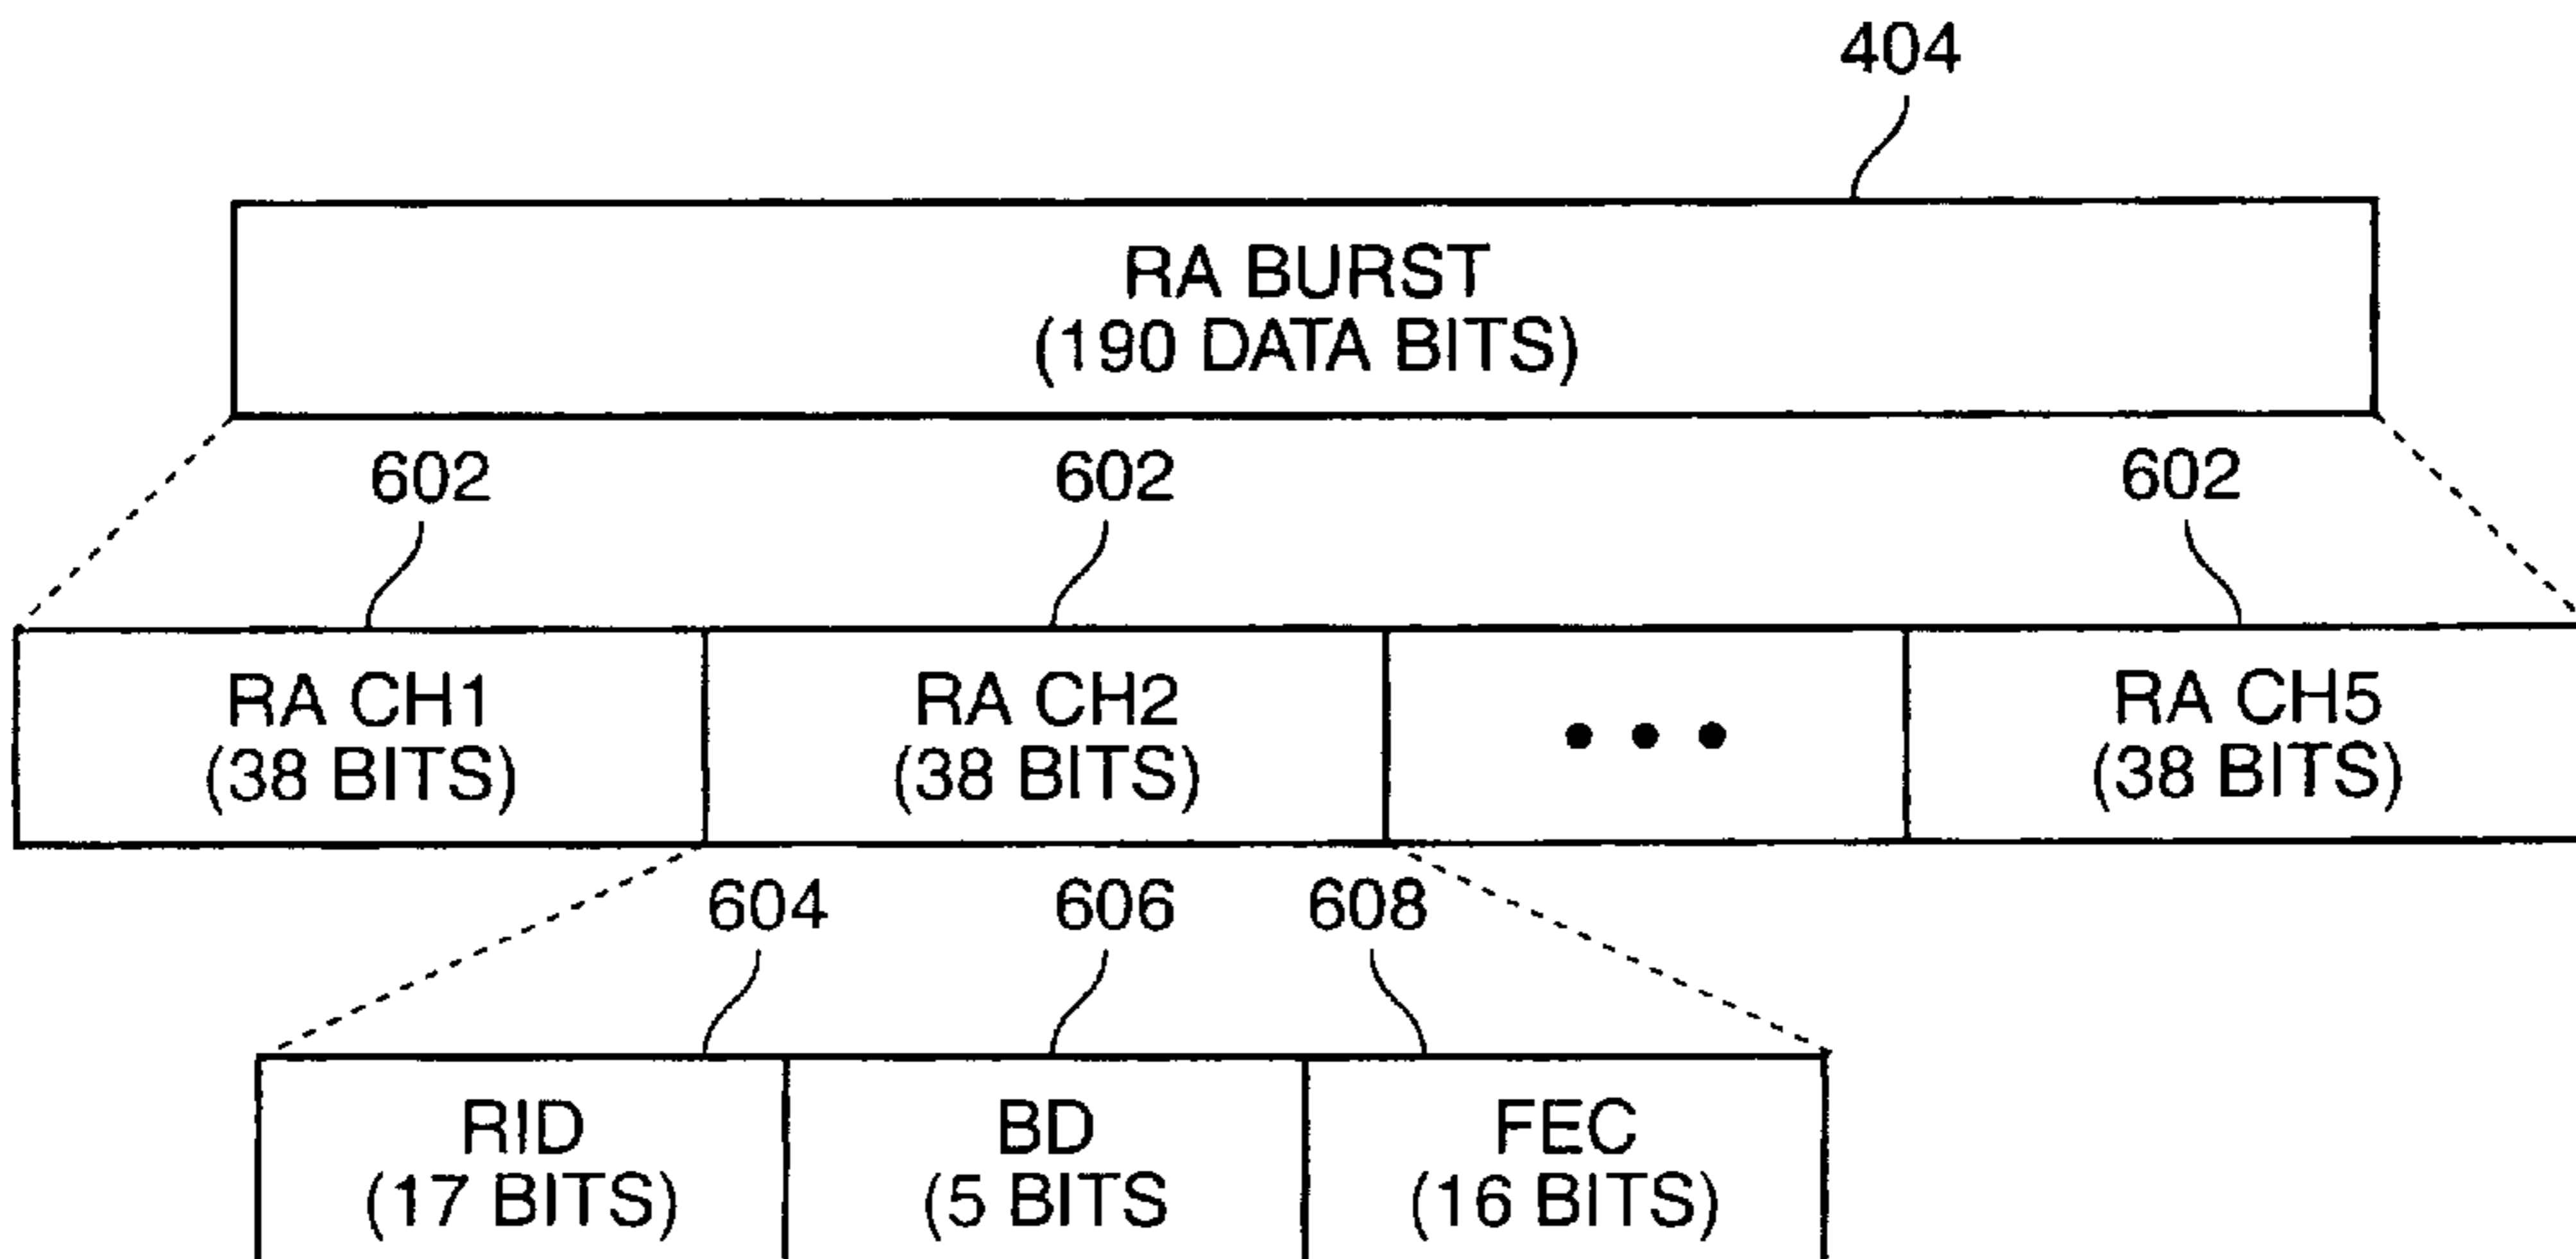 404
RA BURST
(190 DATA BITS)
602 602 602
RA CH1 RA CH2 • • • RA CH5
(38 BITS) (38 BITS) (38 BITS)
604 606 608
RID BD FEC
(17 BITS) (5 BITS (16 BITS)